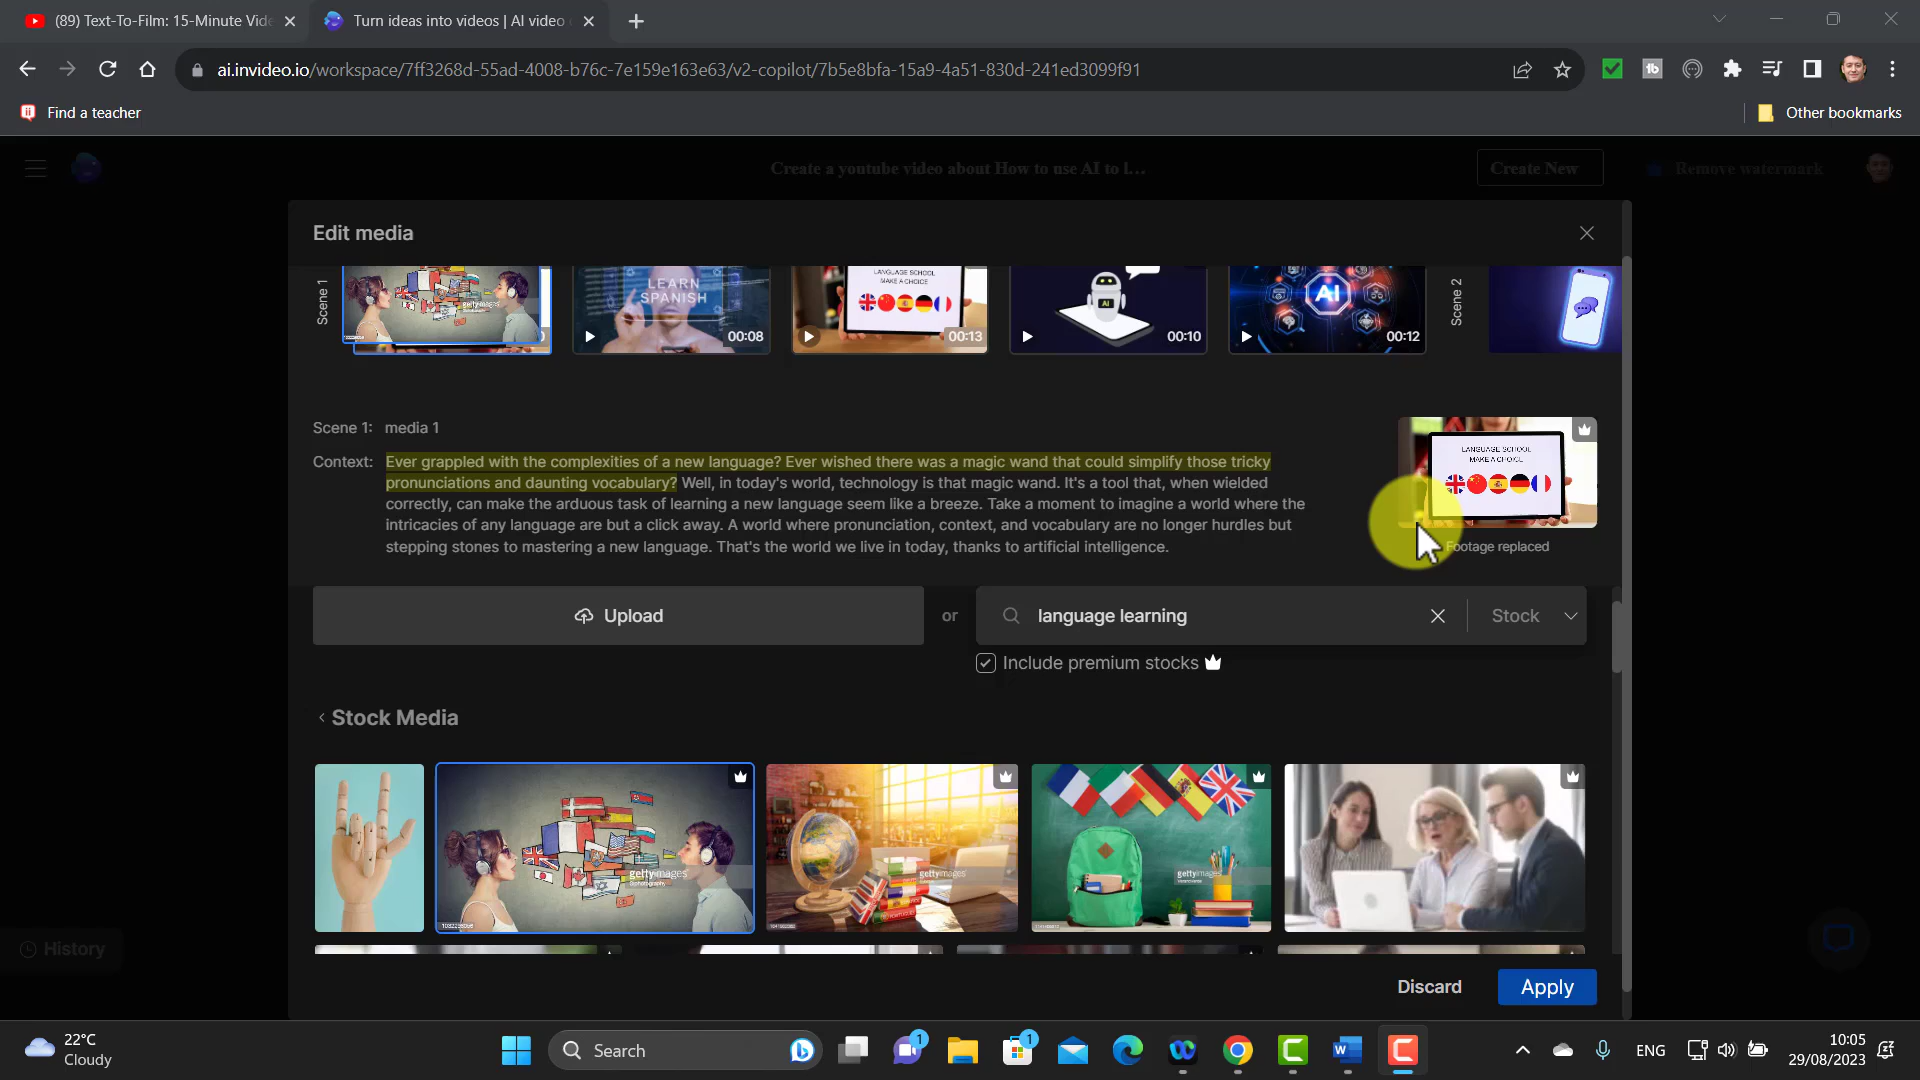 (89) Text-To-Film: 15-Minute Vide
Turn ideas into videos | AI video
ai.invideo.io/workspace/7ff3268d-55ad-4008-b76c-7e159e163e63/v2-copilot/7b5e8bfa-15a9-4a51-830d-241ed3099f91
Find a teacher
Other bookmarks
Create a youtube video about How to use AI to l...
Create New
Remove watermark
Edit media
Scene 1
LEARN
SPANISH
00:08
LANGUAGE SCHOOL
MAKE A CHOICE
00:13
AI
00:10
AI
00:12
Scene 2
Scene 1: media 1
Context: Ever grappled with the complexities of a new language? Ever wished there was a magic wand that could simplify those tricky
pronunciations and daunting vocabulary? Well, in today's world, technology is that magic wand. It's a tool that, when wielded
correctly, can make the arduous task of learning a new language seem like a breeze. Take a moment to imagine a world where the
intricacies of any language are but a click away. A world where pronunciation, context, and vocabulary are no longer hurdles but
stepping stones to mastering a new language. That's the world we live in today, thanks to artificial intelligence.
LANGUAGE SCHOOL
MAKE A CHOICE
Footage replaced
Upload
or
language learning
Stock
Include premium stocks
Stock Media
gettyimages
gettyimages
gettyimages
History
Discard
Apply
22°C
Cloudy
Search
1
1
ENG
10:05
29/08/2023